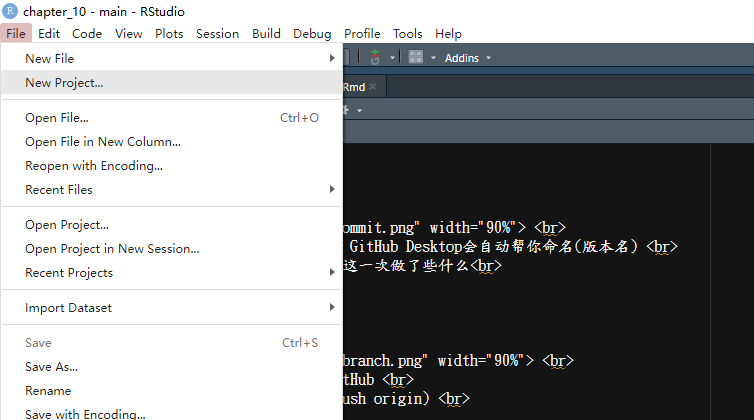 chapter_10 - main - RStudio
File Edit Code View Plots Session Build Debug Profile Tools Help
New File
New Project...
Open File... Ctrl+O
Open File in New Column...
Reopen with Encoding...
Recent Files
Open Project...
Open Project in New Session...
Recent Projects
Import Dataset
Save Ctrl+S
Save As...
Rename
Save with Encoding...
Addins
Rmd
ommit.png" width="90%"> <br>
GitHub Desktop会自动帮你命名(版本名) <br>
这一次做了些什么<br>
branch.png" width="90%"> <br>
tHub <br>
ush origin) <br>